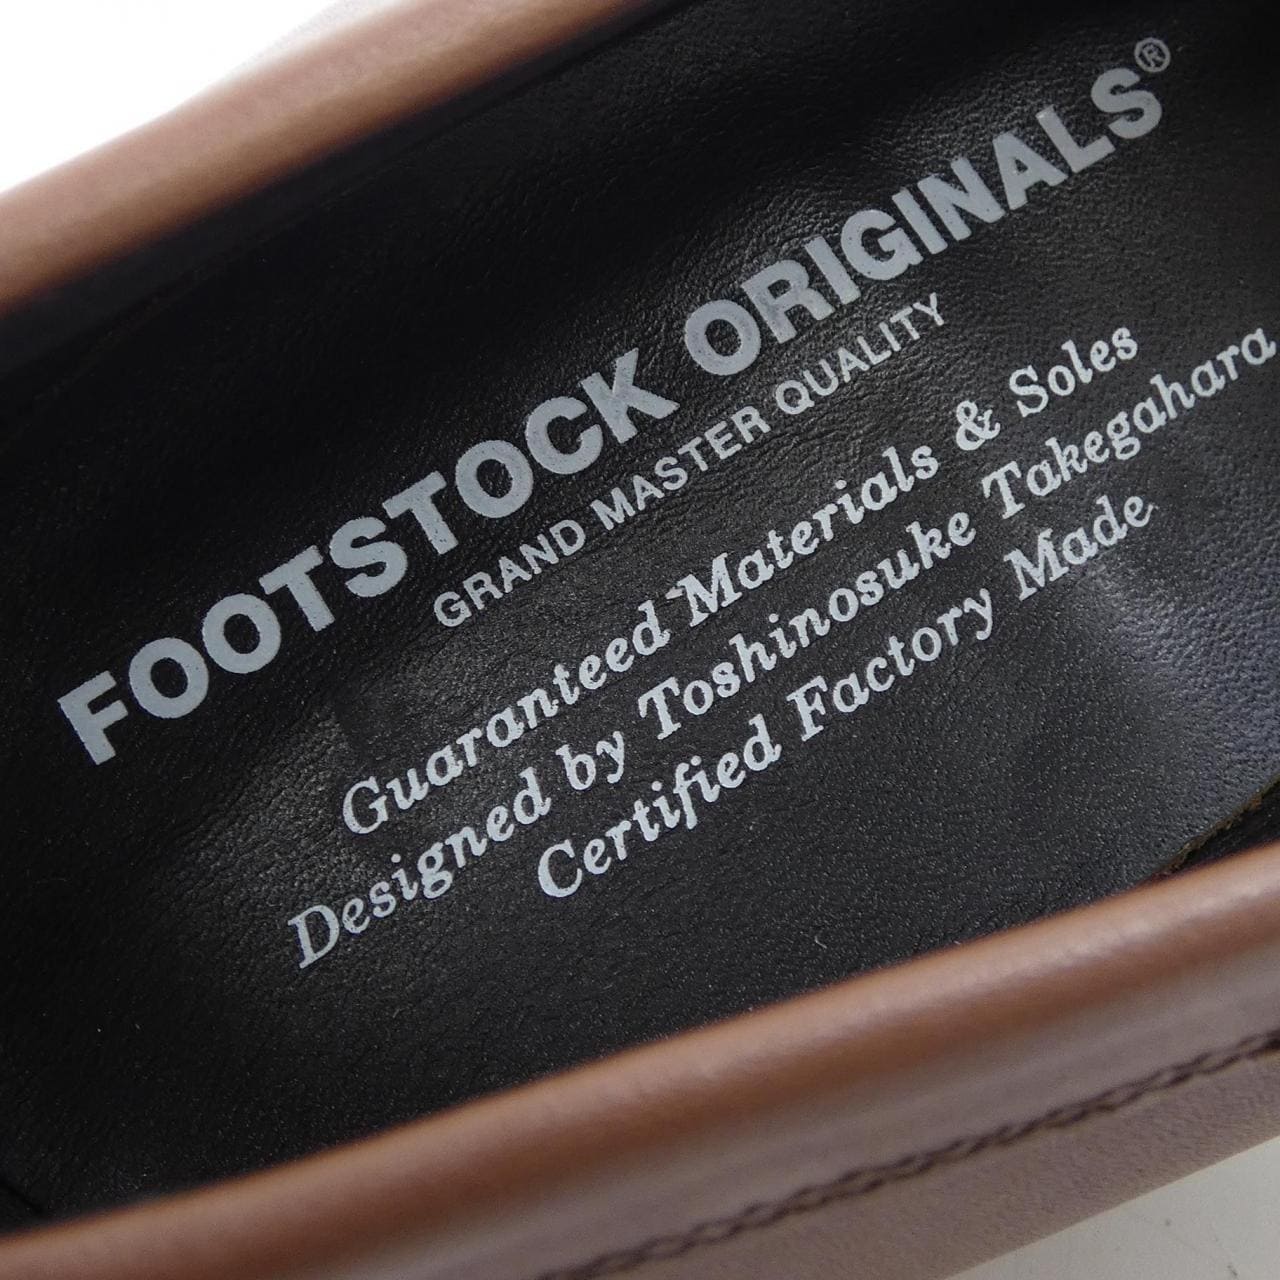 FOOTSTOCK ORIGINALS®
GRAND MASTER QUALITY
Guaranteed Materials & Soles
Designed by Toshinosuke Takegahara
Certified Factory Made